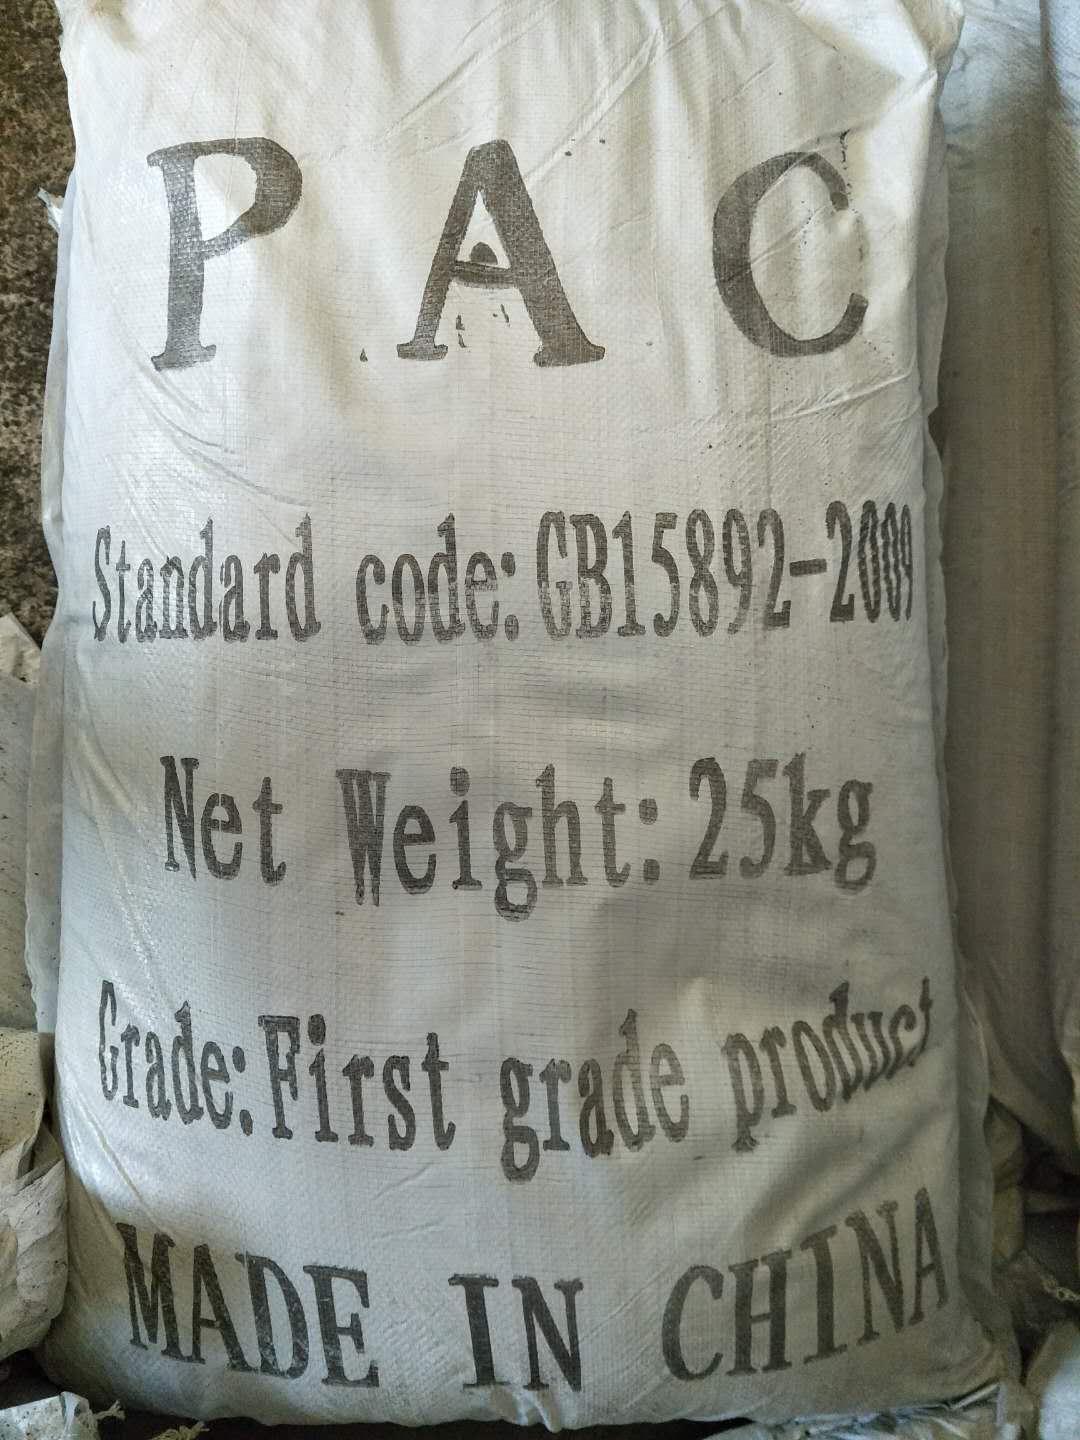 PAC
Standard code:GB15892-2009
Net Weight:25kg
Grade:First grade product
MADE IN CHINA